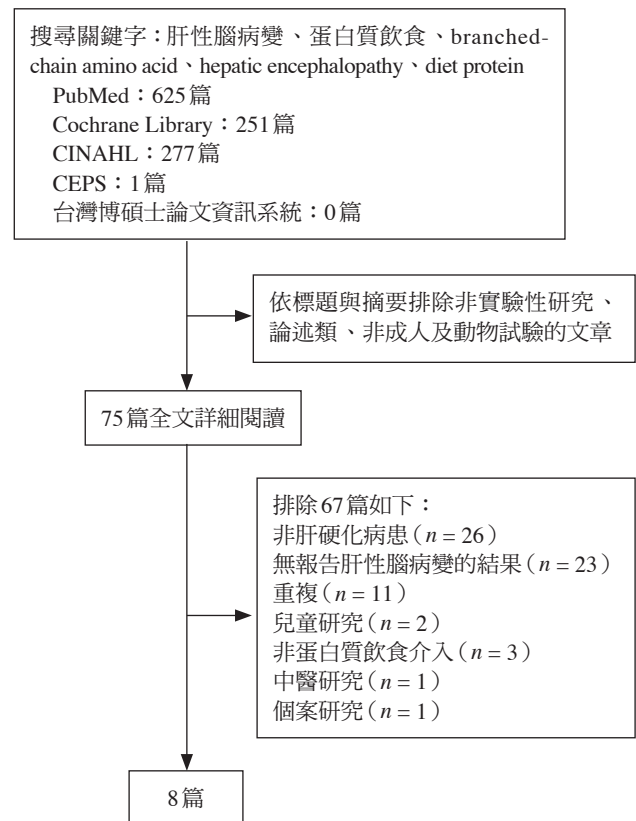 搜尋關鍵字：肝性腦病變、蛋白質飲食、branched-
chain amino acid、hepatic encephalopathy、diet protein
PubMed：625篇
Cochrane Library：251篇
CINAHL：277篇
CEPS：1篇
台灣博碩士論文資訊系統：0篇
依標題與摘要排除非實驗性研究、
論述類、非成人及動物試驗的文章
75篇全文詳細閱讀
排除67篇如下：
非肝硬化病患（n = 26）
無報告肝性腦病變的結果（n = 23）
重複（n = 11）
兒童研究（n = 2）
非蛋白質飲食介入（n = 3）
中醫研究（n = 1）
個案研究（n = 1）
8篇